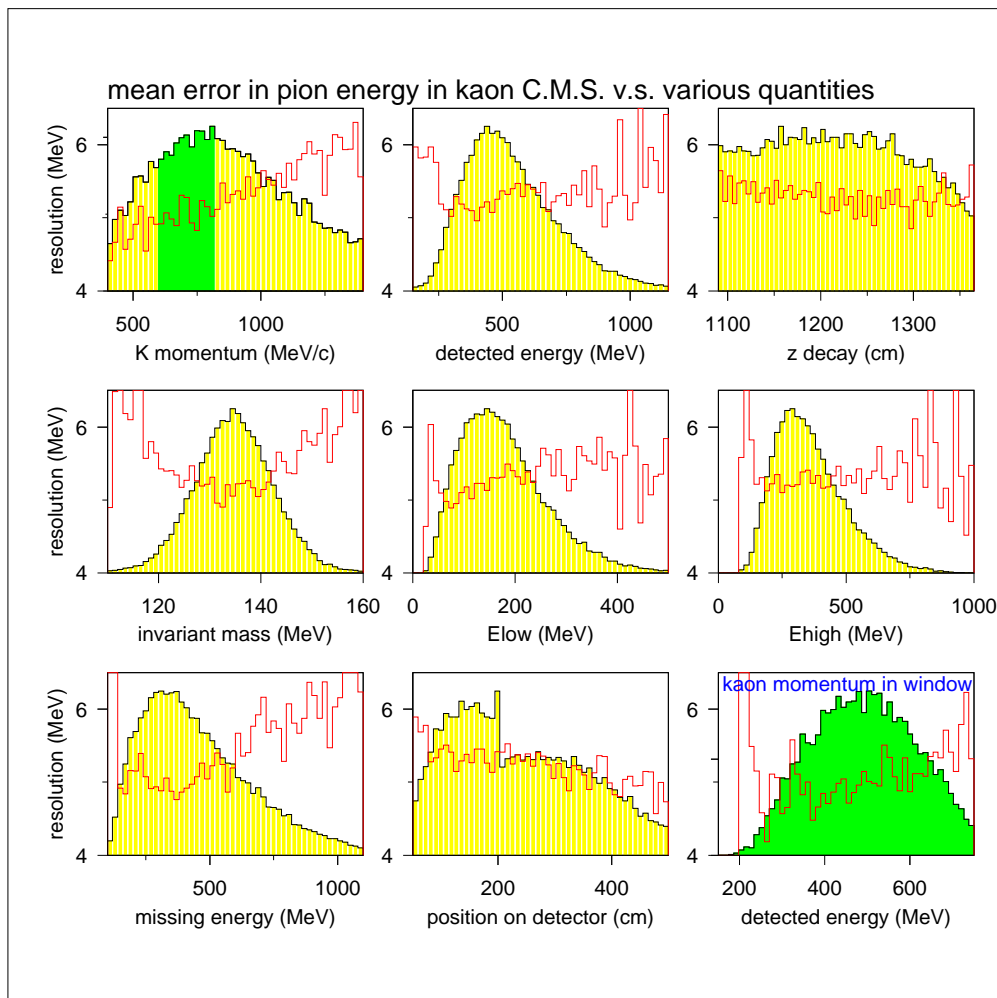 mean error in pion energy in kaon C.M.S. v.s. various quantities
resolution (MeV)
6
4
500 1000
K momentum (MeV/c)
6
4
500 1000
detected energy (MeV)
6
4
1100 1200 1300
z decay (cm)
resolution (MeV)
6
4
120 140 160
invariant mass (MeV)
6
4
0 200 400
Elow (MeV)
6
4
0 500 1000
Ehigh (MeV)
resolution (MeV)
6
4
500 1000
missing energy (MeV)
6
4
200 400
position on detector (cm)
kaon momentum in window
6
4
200 400 600
detected energy (MeV)